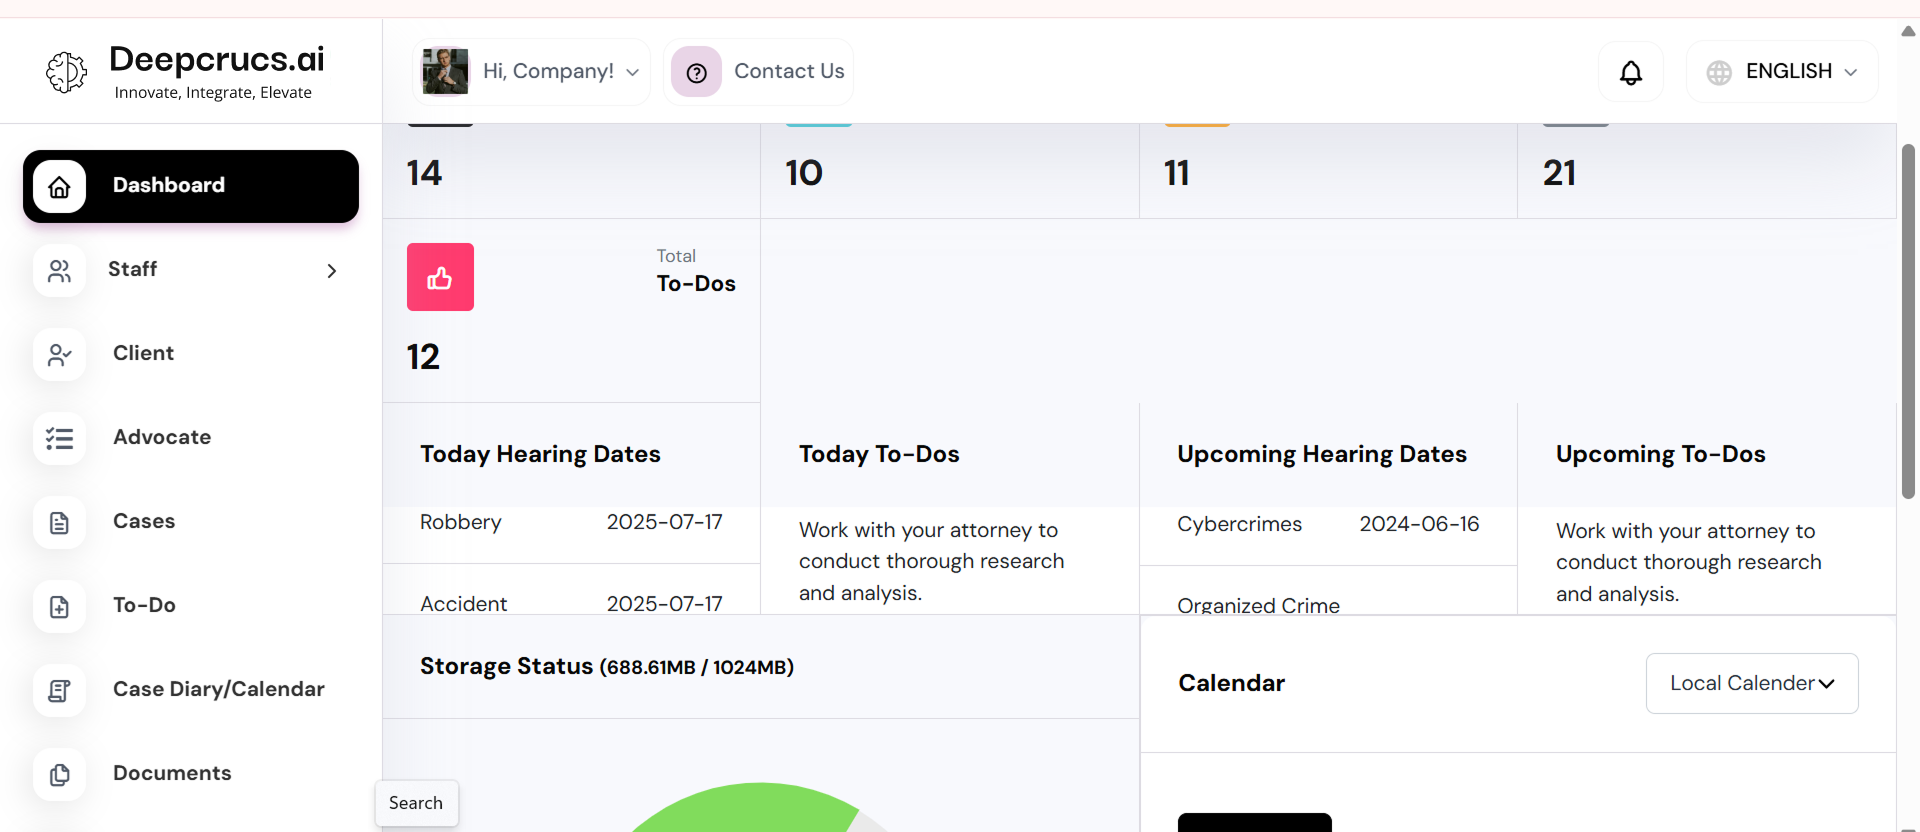 Deepcrucs.ai
Innovate, Integrate, Elevate
Hi, Company!
Contact Us
ENGLISH
Dashboard
Staff
Client
Advocate
Cases
To-Do
Case Diary/Calendar
Documents
Search
14
10
11
21
Total
To-Dos
12
Today Hearing Dates
Robbery 2025-07-17
Accident 2025-07-17
Today To-Dos
Work with your attorney to
conduct thorough research
and analysis.
Upcoming Hearing Dates
Cybercrimes 2024-06-16
Organized Crime
Upcoming To-Dos
Work with your attorney to
conduct thorough research
and analysis.
Storage Status (688.61MB / 1024MB)
Calendar
Local Calender